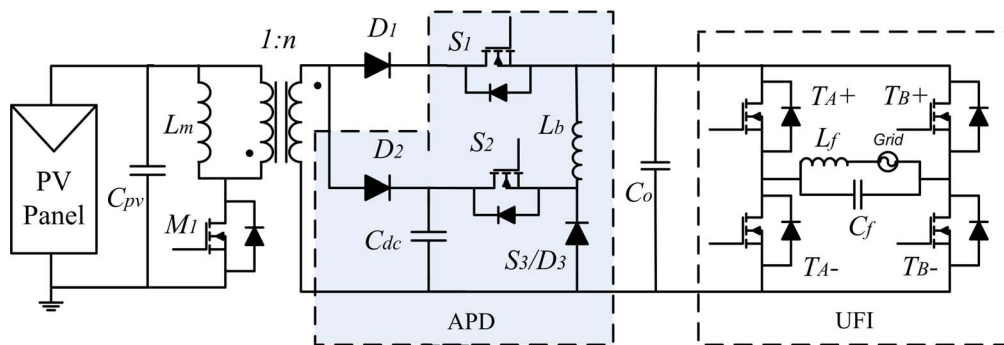 1:n
D1
S1
TA+
TB+
Lm
Lb
Lf
Grid
D2
S2
PV
Panel
Cpv
Co
Cf
M1
Cdc
S3/D3
TA-
TB-
APD
UFI